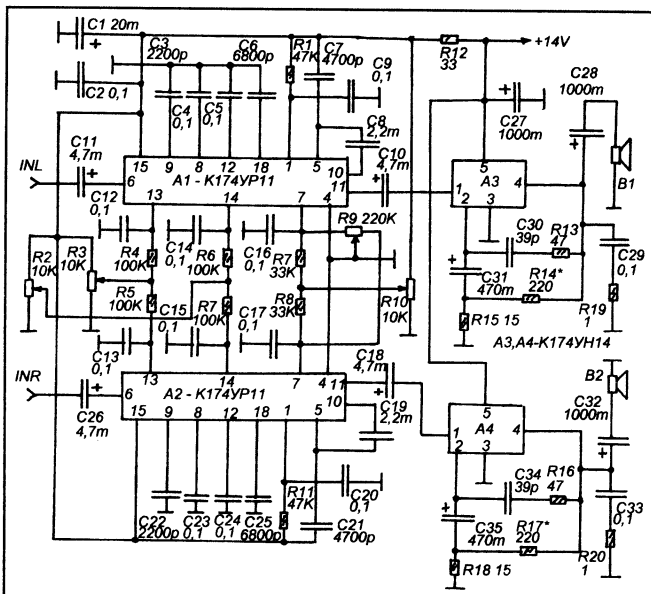 C1 20m
C3
2200p
C6
6800p
R1
47K
C7
4700p
C9
0,1
R12
33
+14V
C28
1000m
C2 0,1
C4
0,1
C5
0,1
C8
2,2m
C27
1000m
C11
4,7m
C10
4,7m
INL
15 9 8 12 18 1 5
10
11
6
A1 - К174УР11
13 14 7 4
5
1 A3 4
2 3
B1
C12
0,1
C14
0,1
C16
0,1
R9 220K
R2
10K
R3
10K
R4
100K
R6
100K
R7
33K
C30
39p
R13
47
C29
0,1
R5
100K
R7
100K
R8
33K
R10
10K
C31
470m
R14*
220
R19
1
C15
0,1
C17
0,1
R15 15
C13
0,1
C18
4,7m
A3,A4-К174УН14
INR
13 14 7 4 11
10
6
A2 - К174УР11
15 9 8 12 18 1 5
C26
4,7m
C19
2,2m
B2
C32
1000m
5
1 A4 4
2 3
R11
47K
C20
0,1
C34
39p
R16
47
C33
0,1
C22
2200p
C23
0,1
C24
0,1
C25
6800p
C21
4700p
C35
470m
R17*
220
R20
1
R18 15